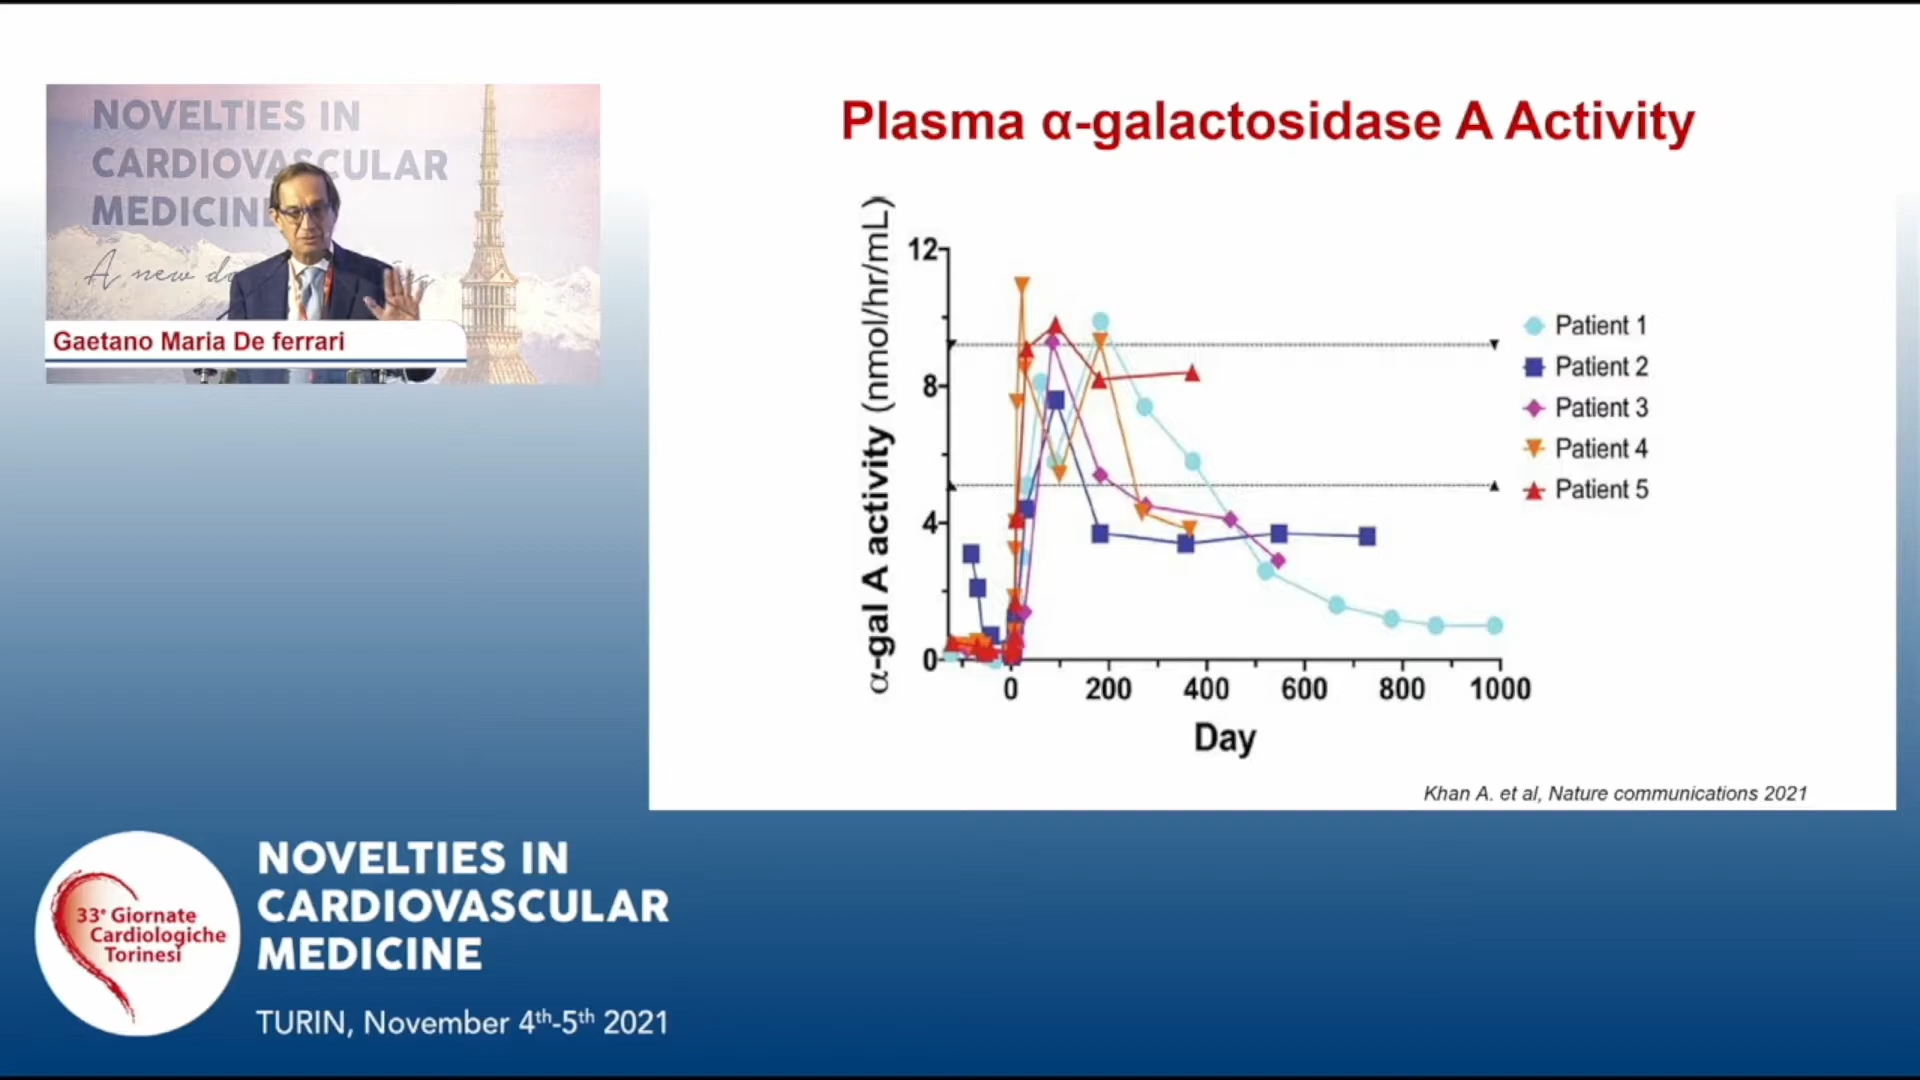 NOVELTIES IN
CARDIOVASCULAR
MEDICIN
A new d
Gaetano Maria De ferrari
Plasma α-galactosidase A Activity
α-gal A activity (nmol/hr/mL)
12
8
4
0
0 200 400 600 800 1000
Day
Patient 1
Patient 2
Patient 3
Patient 4
Patient 5
Khan A. et al, Nature communications 2021
33° Giornate
Cardiologiche
Torinesi
NOVELTIES IN
CARDIOVASCULAR
MEDICINE
TURIN, November 4th-5th 2021